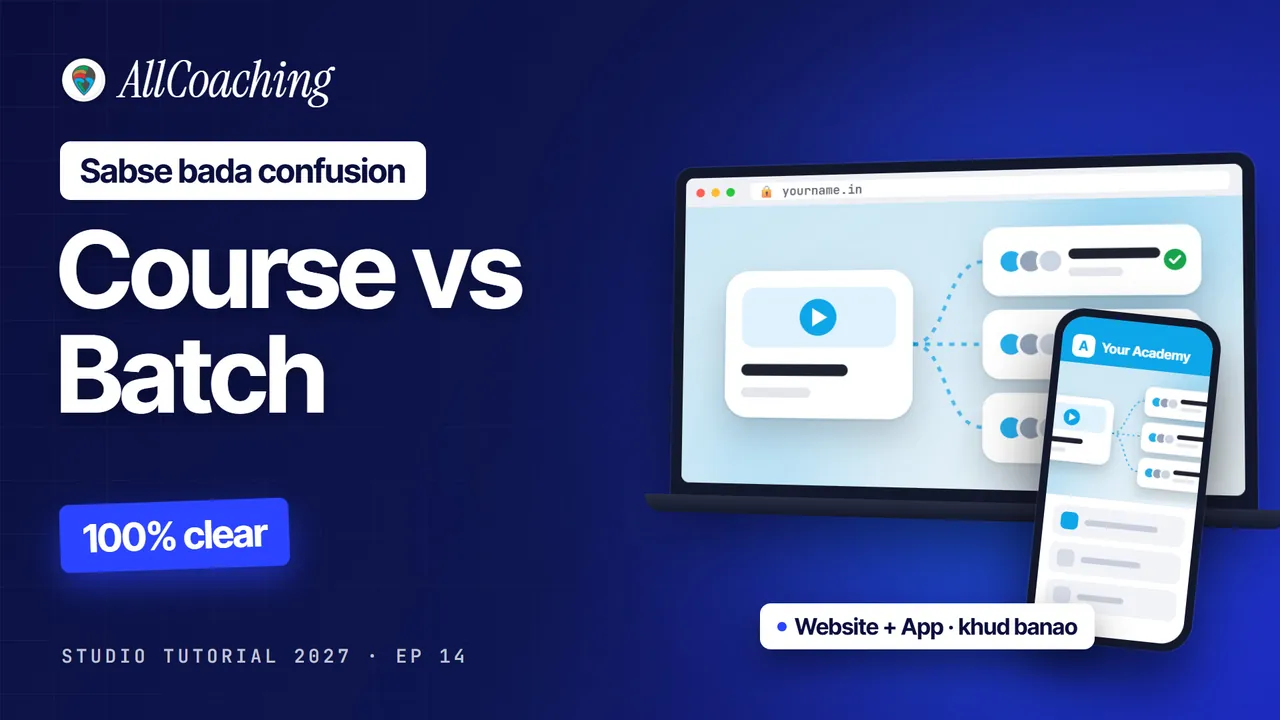 AllCoaching
Sabse bada confusion
Course vs
Batch
100% clear
STUDIO TUTORIAL 2027 · EP 14
yourname.in
A Your Academy
Website + App · khud banao